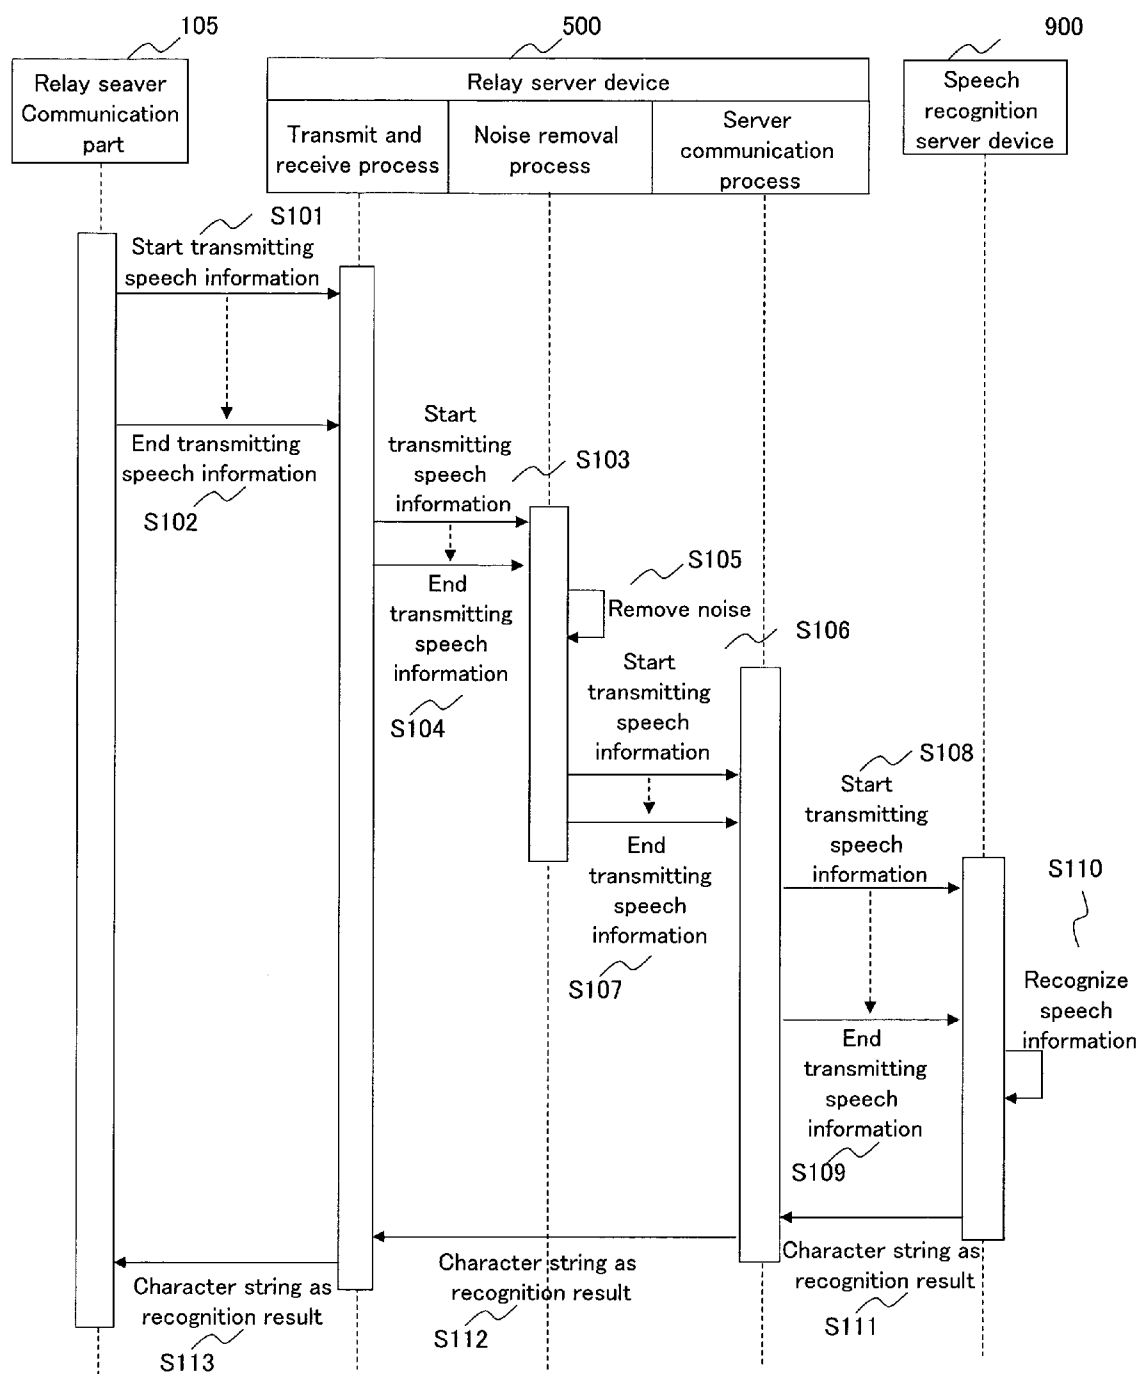 105
500
900
Relay seaver
Communication
part
Relay server device
Transmit and
receive process
Noise removal
process
Server
communication
process
Speech
recognition
server device
S101
Start transmitting
speech information
End transmitting
speech information
S102
Start
transmitting
speech
information
S103
End
transmitting
speech
information
S104
S105
Remove noise
S106
Start
transmitting
speech
information
End
transmitting
speech
information
S107
S108
Start
transmitting
speech
information
End
transmitting
speech
information
S109
S110
Recognize
speech
information
Character string as
recognition result
S111
Character string as
recognition result
S112
Character string as
recognition result
S113